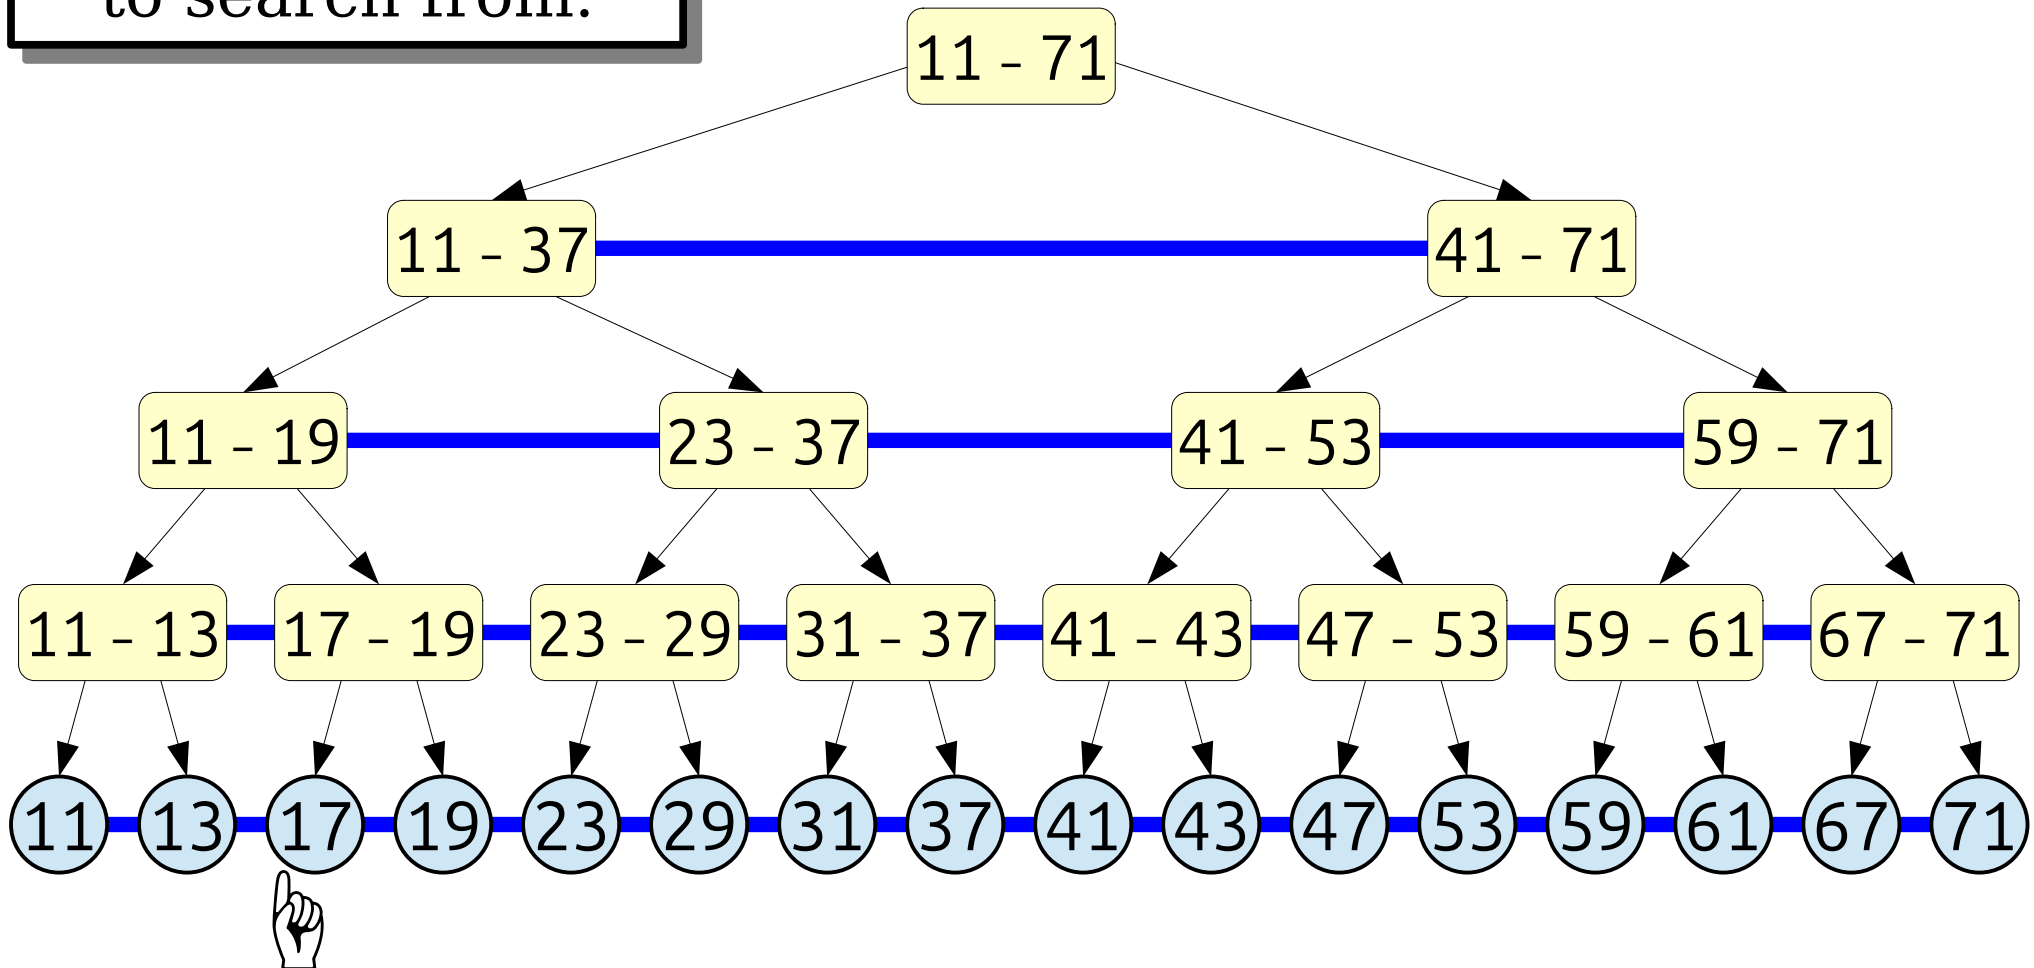 to search from.
11 – 71
11 – 37 41 – 71
11 – 19 23 – 37 41 – 53 59 – 71
11 – 13 17 – 19 23 – 29 31 – 37 41 – 43 47 – 53 59 – 61 67 – 71
11 13 17 19 23 29 31 37 41 43 47 53 59 61 67 71